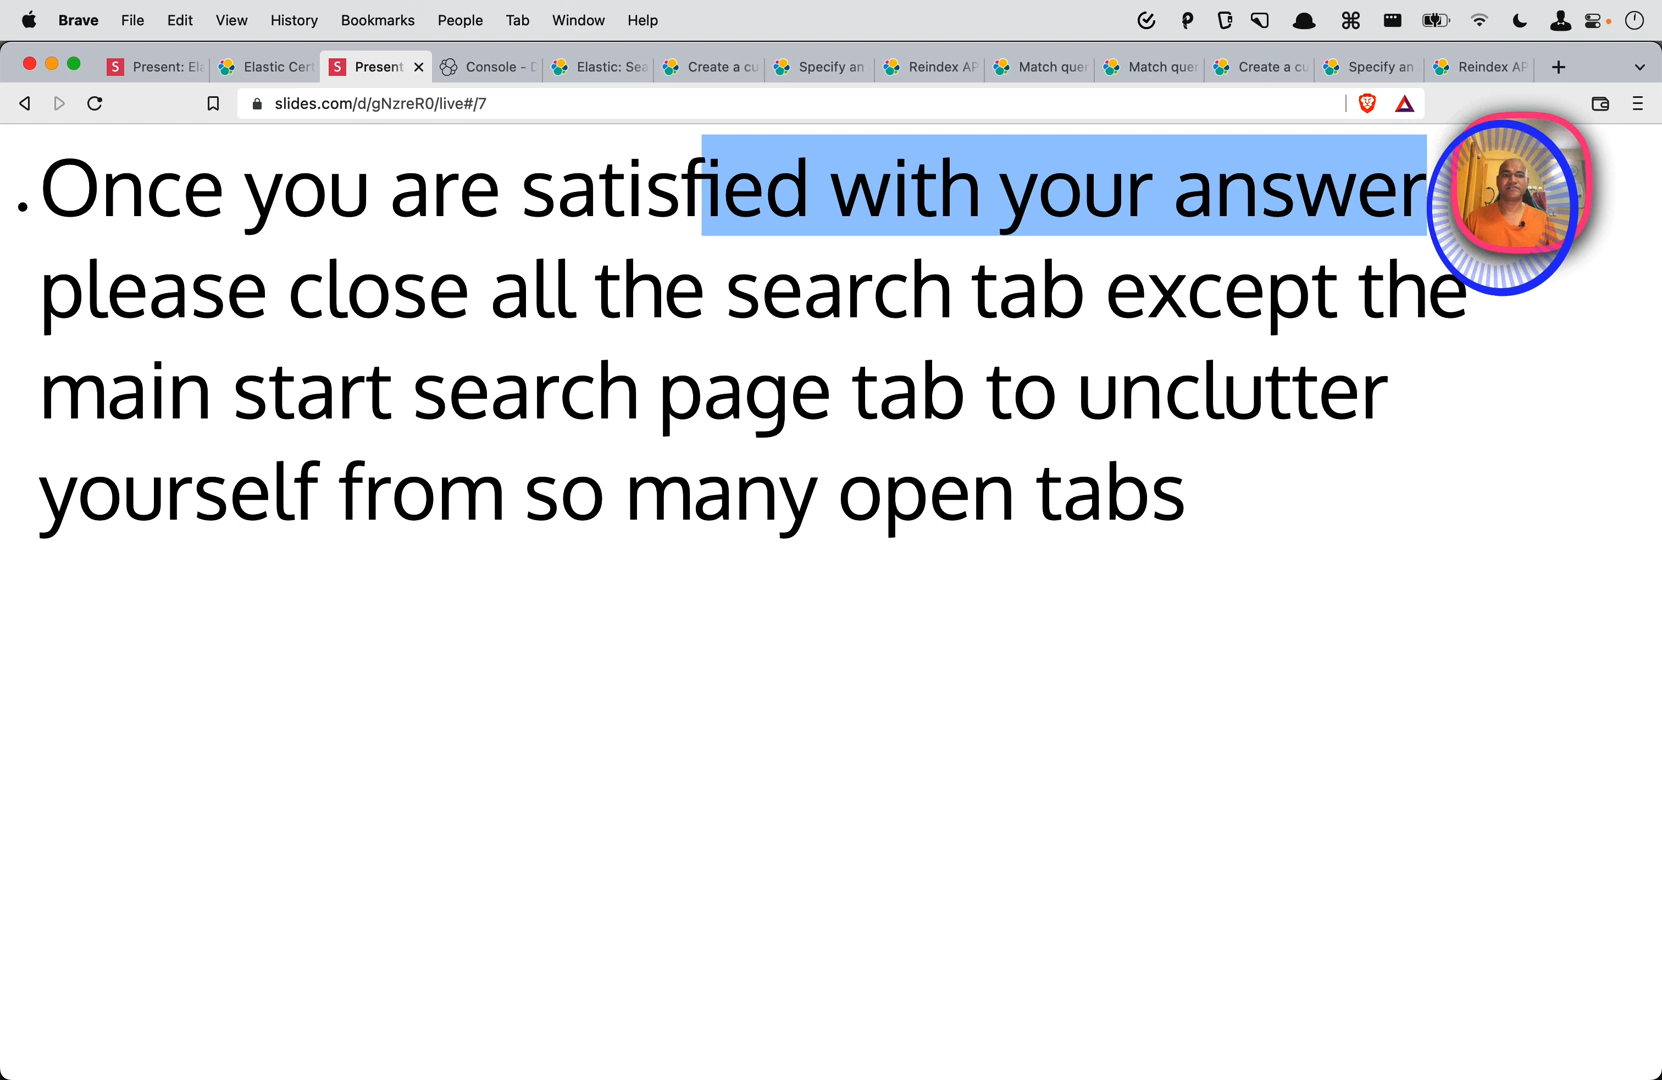 Brave File Edit View History Bookmarks People Tab Window Help
Present: Ela Elastic Cert Present Console - D Elastic: Sea Create a cu Specify an Reindex AP Match quer Match quer Create a cu Specify an Reindex AP
slides.com/d/gNzreR0/live#/7
• Once you are satisfied with your answer
please close all the search tab except the
main start search page tab to unclutter
yourself from so many open tabs